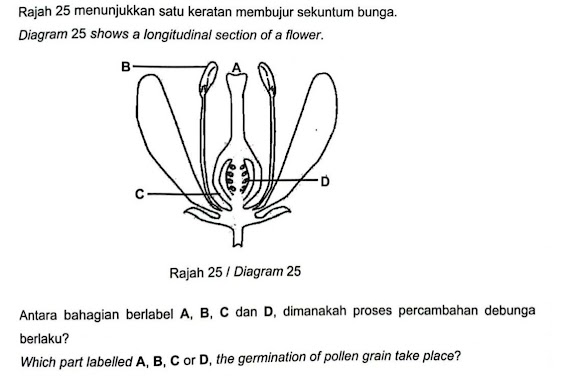 Rajah 25 menunjukkan satu keratan membujur sekuntum bunga.
Diagram 25 shows a longitudinal section of a flower.
B
A
D
C
Rajah 25 / Diagram 25
Antara bahagian berlabel A, B, C dan D, dimanakah proses percambahan debunga
berlaku?
Which part labelled A, B, C or D, the germination of pollen grain take place?